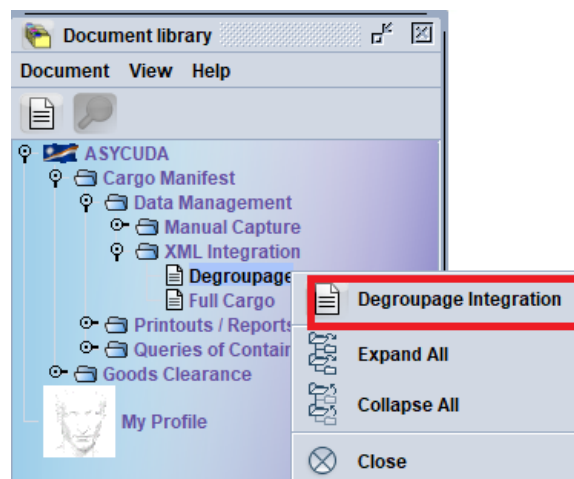 Document library
Document View Help
ASYCUDA
Cargo Manifest
Data Management
Manual Capture
XML Integration
Degroupage
Full Cargo
Printouts / Reports
Queries of Contair
Goods Clearance
My Profile
Degroupage Integration
Expand All
Collapse All
Close